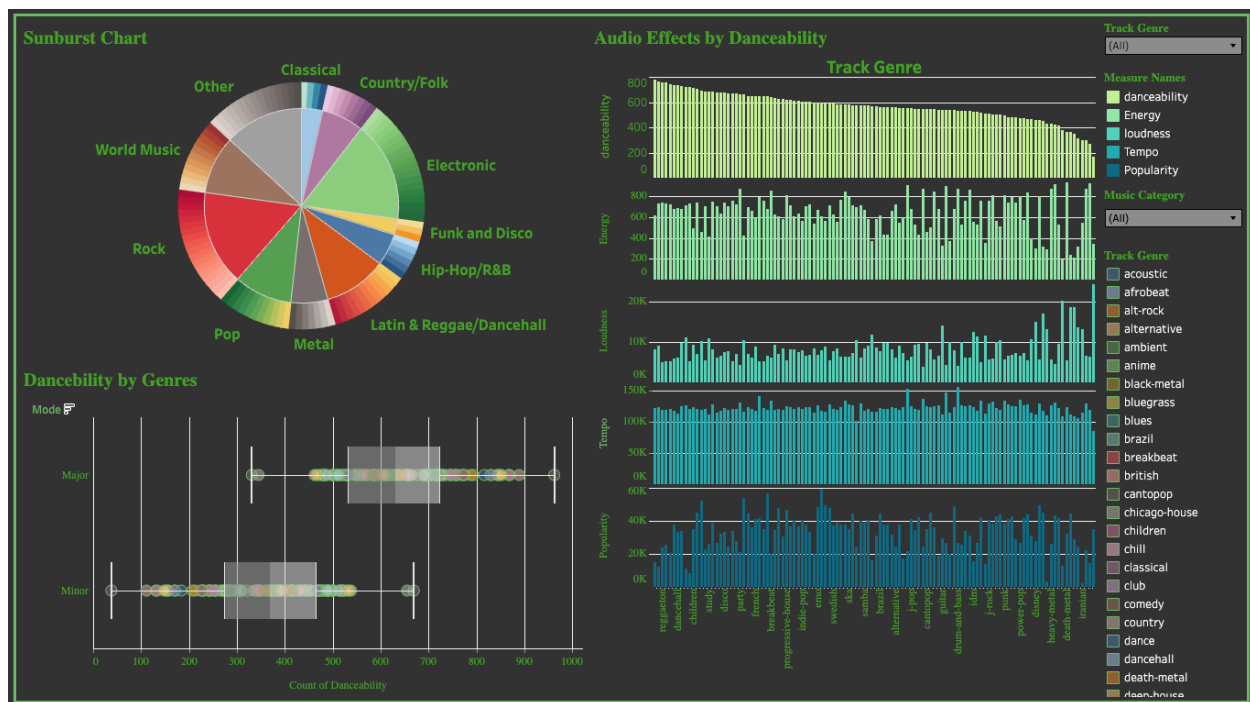 Sunburst Chart
Classical
Country/Folk
Other
Electronic
World Music
Funk and Disco
Rock
Hip-Hop/R&B
Latin & Reggae/Dancehall
Pop
Metal
Dancebility by Genres
Mode
Major
Minor
0 100 200 300 400 500 600 700 800 900 1000
Count of Danceability
Audio Effects by Danceability
Track Genre
danceability
800
600
400
200
0
Energy
800
600
400
200
0
Loudness
20K
10K
0K
Tempo
150K
100K
50K
0K
Popularity
60K
40K
20K
0K
reggaeton
dancehall
children
study
disco
party
french
breakbeat
progressive-house
indie-pop
emo
swedish
ska
samba
brazil
alternative
j-pop
cantopop
guitar
drum-and-bass
idm
j-rock
punk
power-pop
disney
heavy-metal
death-metal
iranian
Track Genre
(All)
Measure Names
danceability
Energy
loudness
Tempo
Popularity
Music Category
(All)
Track Genre
acoustic
afrobeat
alt-rock
alternative
ambient
anime
black-metal
bluegrass
blues
brazil
breakbeat
british
cantopop
chicago-house
children
chill
classical
club
comedy
country
dance
dancehall
death-metal
deep-house